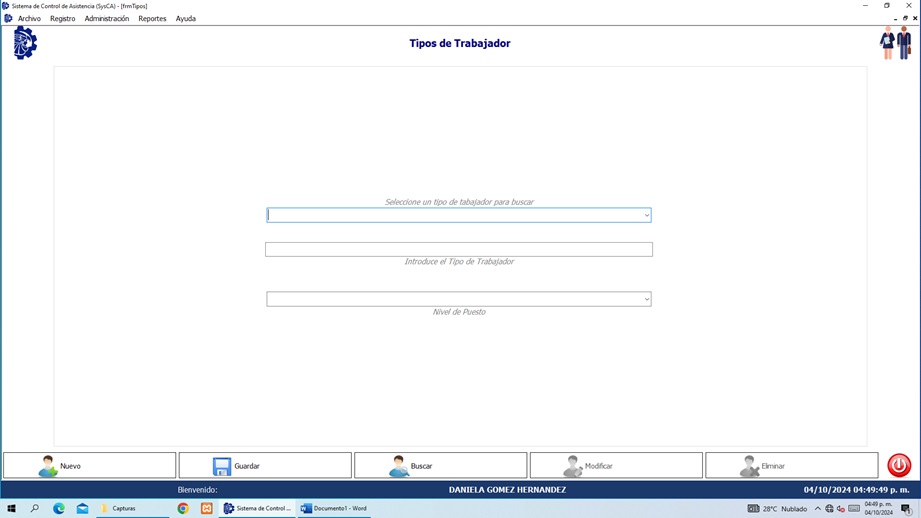 Sistema de Control de Asistencia (SysCA) - [frmTipos]
Archivo Registro Administración Reportes Ayuda
Tipos de Trabajador
Seleccione un tipo de tabajador para buscar
Introduce el Tipo de Trabajador
Nivel de Puesto
Nuevo Guardar Buscar Modificar Eliminar
Bienvenido: DANIELA GOMEZ HERNANDEZ 04/10/2024 04:49:49 p. m.
Capturas Sistema de Control ... Documento1 - Word 28°C Nublado 04:49 p. m.
04/10/2024